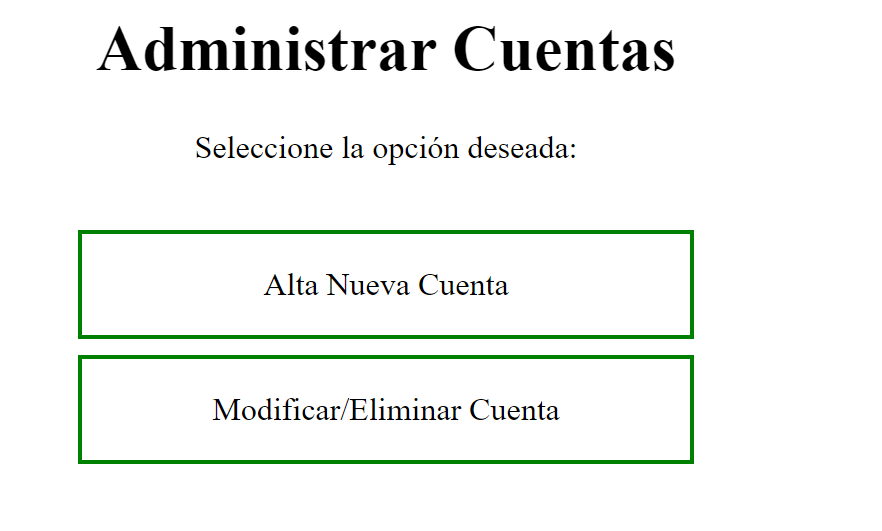 Administrar Cuentas
Seleccione la opción deseada:
Alta Nueva Cuenta
Modificar/Eliminar Cuenta